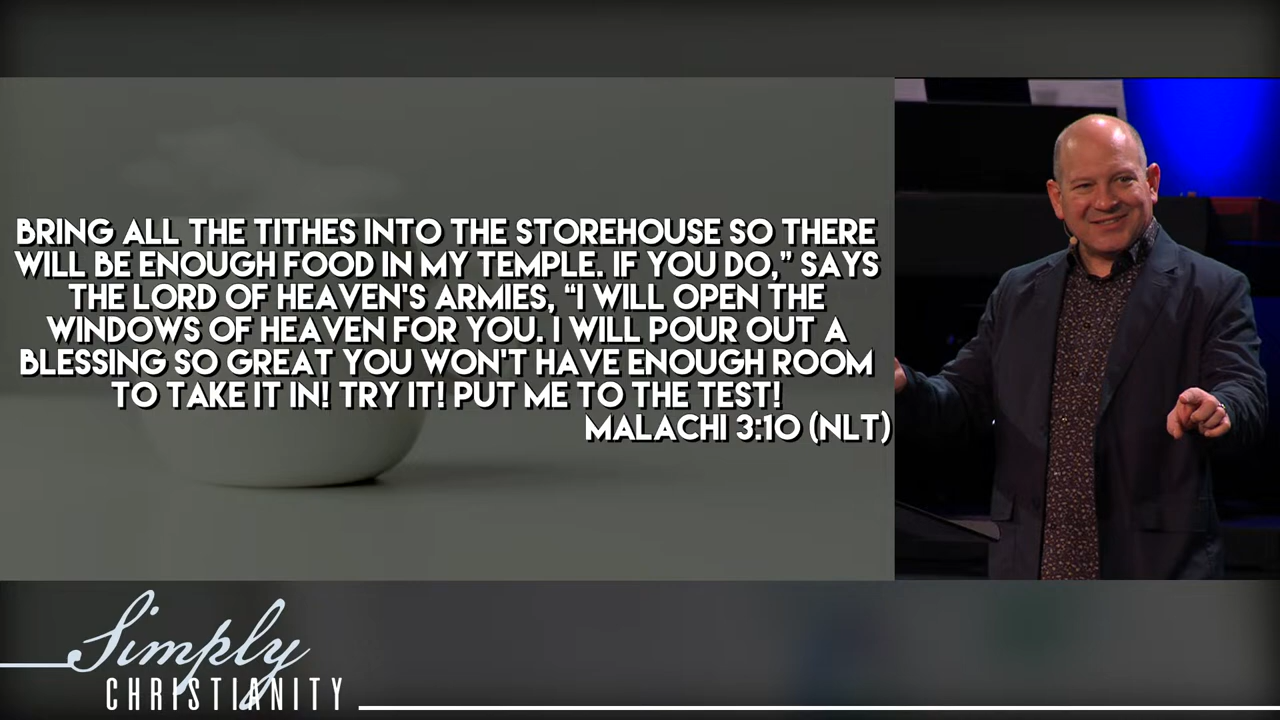 BRING ALL THE TITHES INTO THE STOREHOUSE SO THERE
WILL BE ENOUGH FOOD IN MY TEMPLE. IF YOU DO,” SAYS
THE LORD OF HEAVEN'S ARMIES, “I WILL OPEN THE
WINDOWS OF HEAVEN FOR YOU. I WILL POUR OUT A
BLESSING SO GREAT YOU WON'T HAVE ENOUGH ROOM
TO TAKE IT IN! TRY IT! PUT ME TO THE TEST!
MALACHI 3:10 (NLT)
Simply
CHRISTIANITY